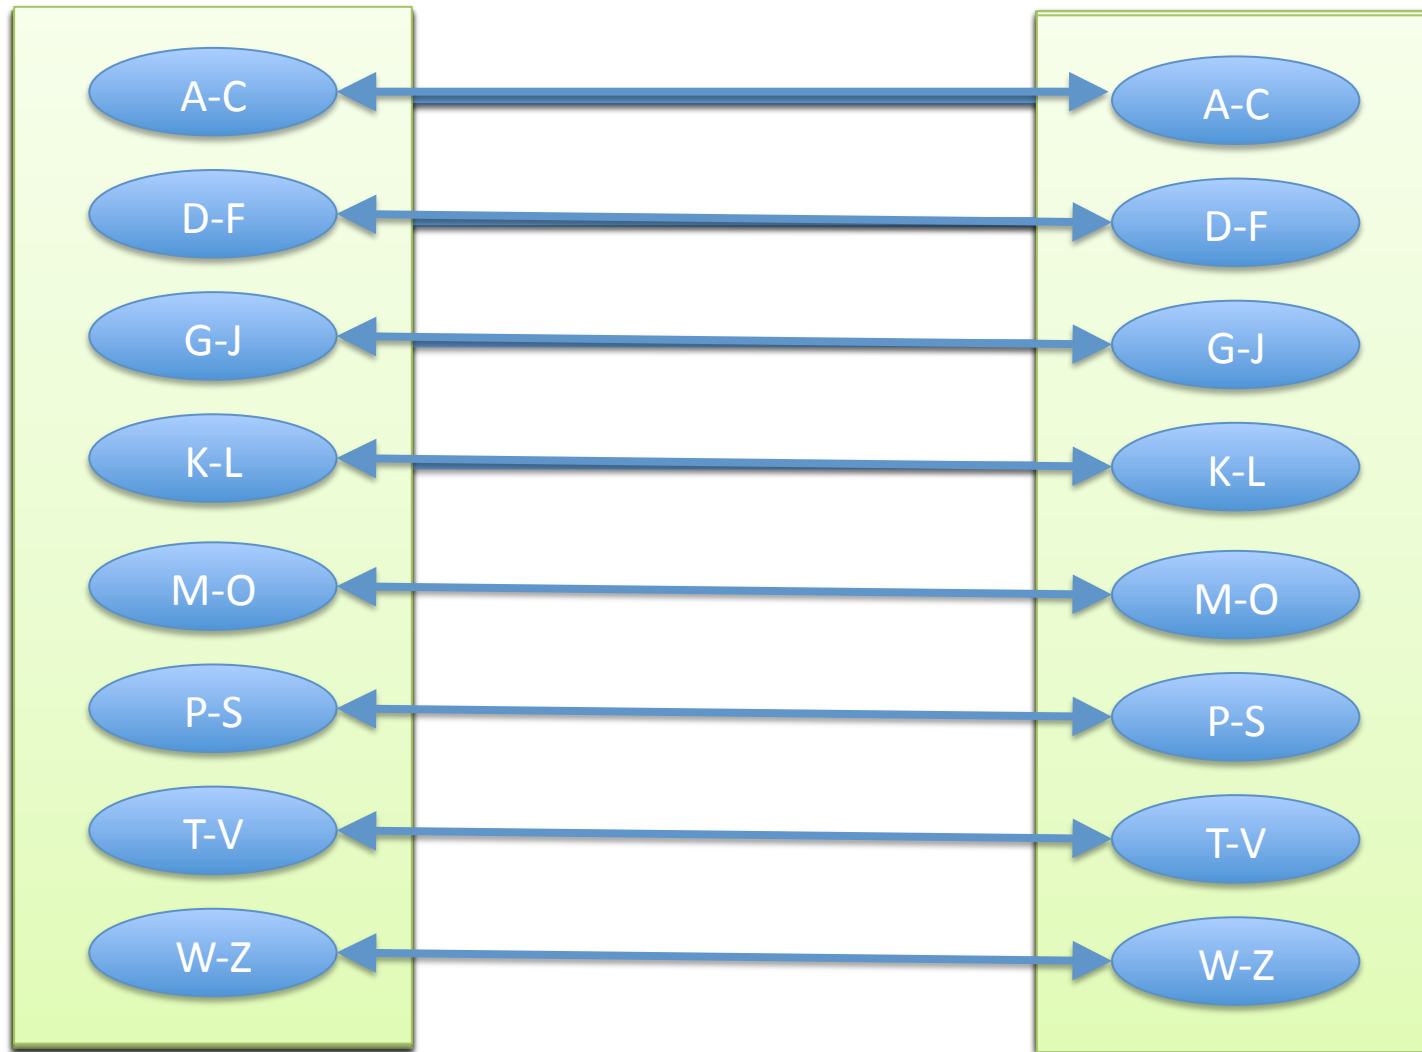 A-C
A-C
D-F
D-F
G-J
G-J
K-L
K-L
M-O
M-O
P-S
P-S
T-V
T-V
W-Z
W-Z